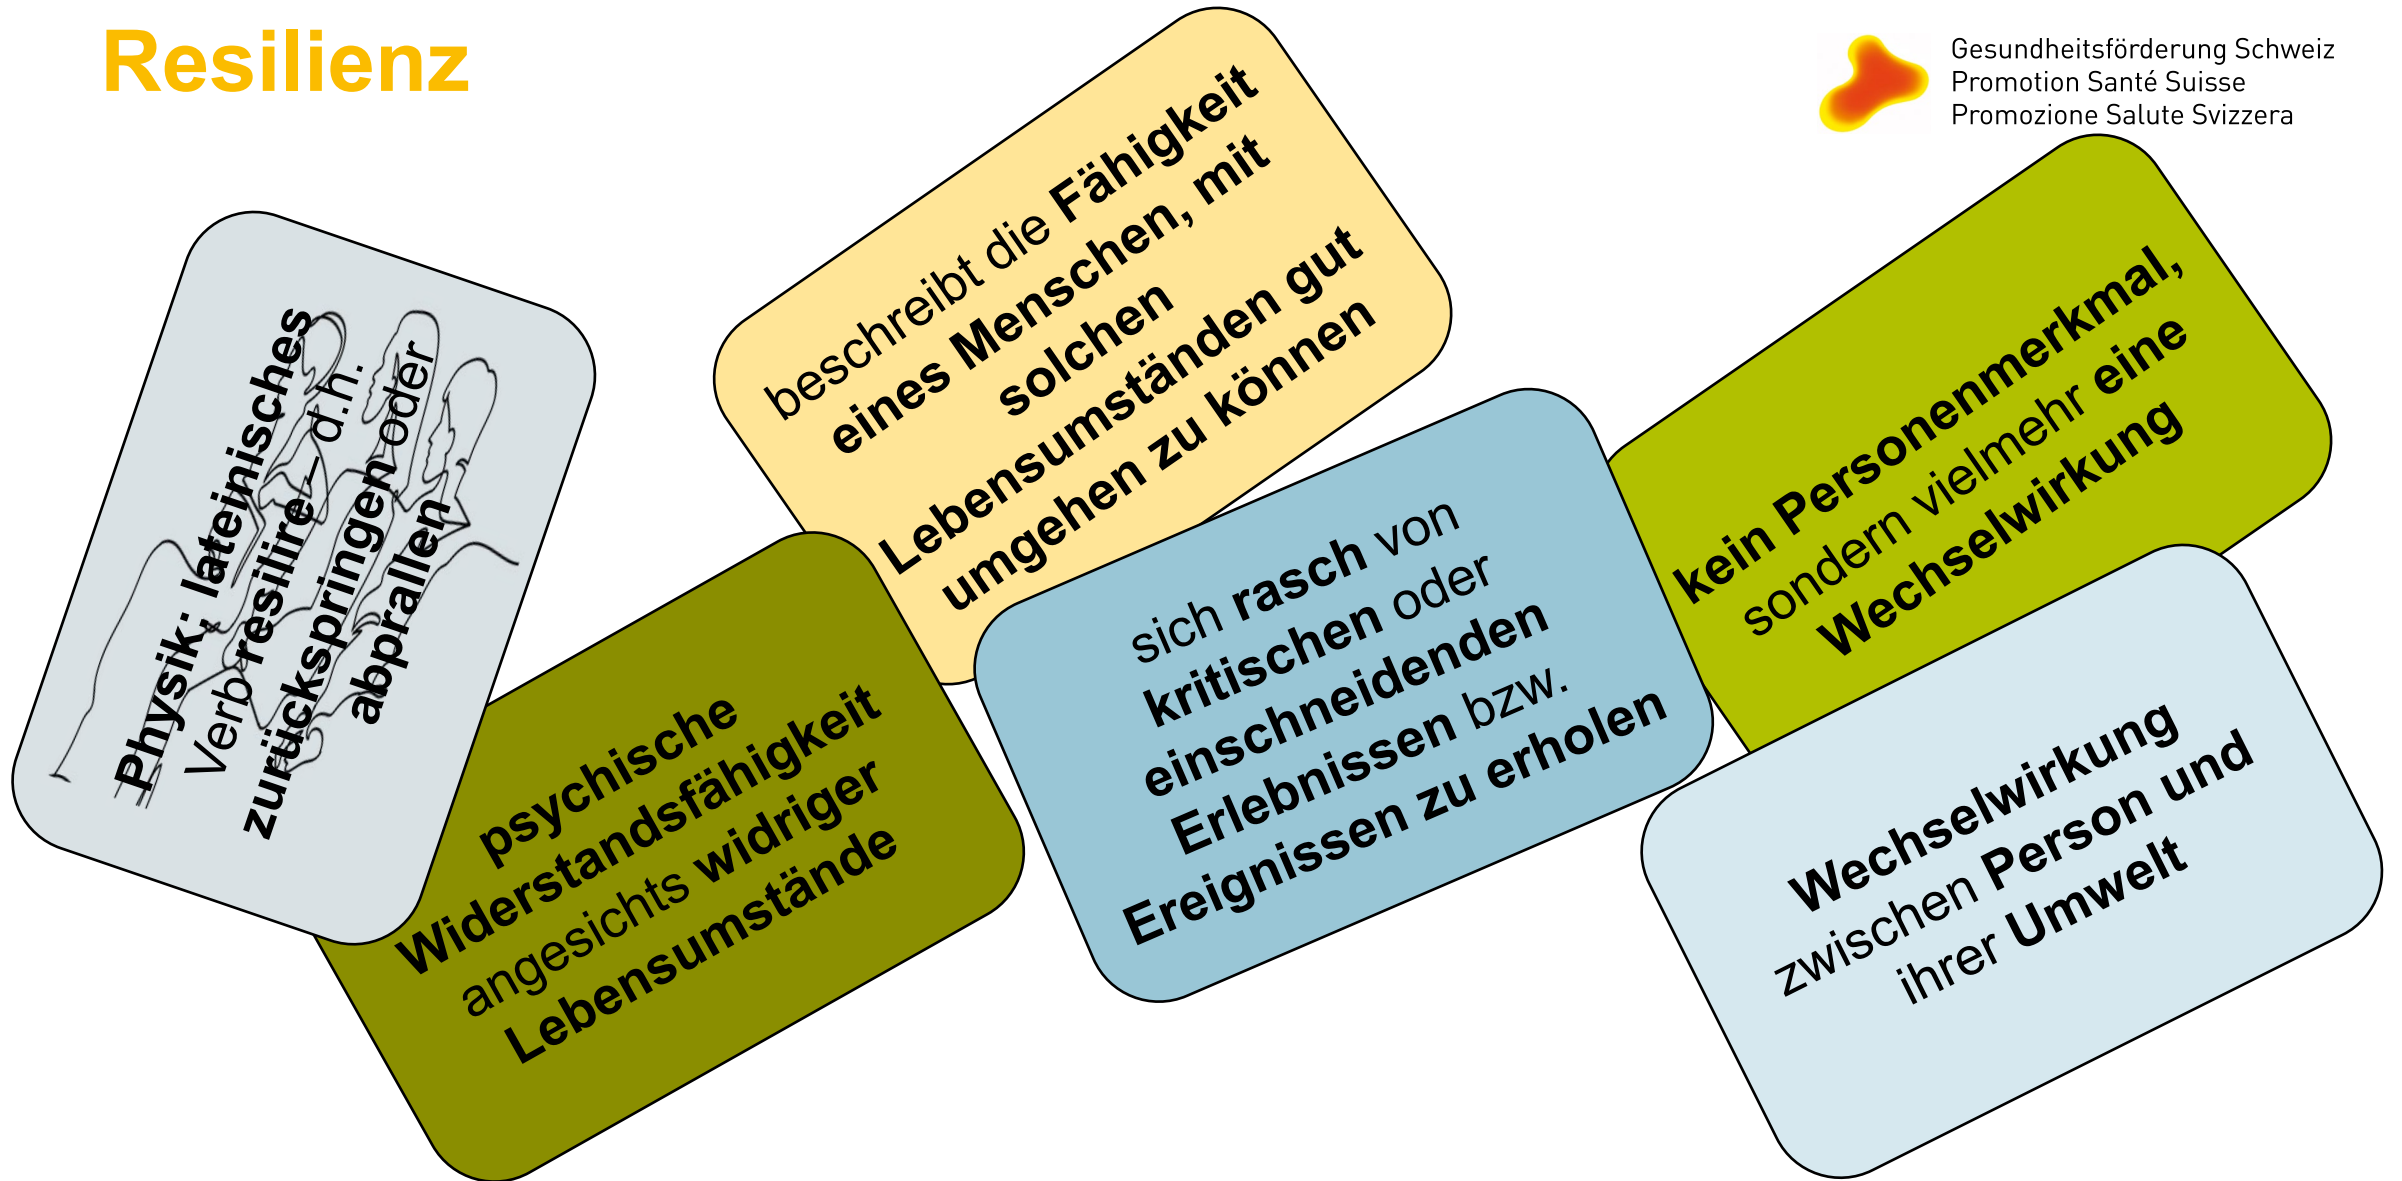 Resilienz
Gesundheitsförderung Schweiz
Promotion Santé Suisse
Promozione Salute Svizzera
Physik: lateinisches
Verb resilire – d.h.
zurückspringen oder
abprallen
psychische
Widerstandsfähigkeit
angesichts widriger
Lebensumstände
beschreibt die Fähigkeit
eines Menschen, mit
solchen
Lebensumständen gut
umgehen zu können
sich rasch von
kritischen oder
einschneidenden
Erlebnissen bzw.
Ereignissen zu erholen
kein Personenmerkmal,
sondern vielmehr eine
Wechselwirkung
Wechselwirkung
zwischen Person und
ihrer Umwelt